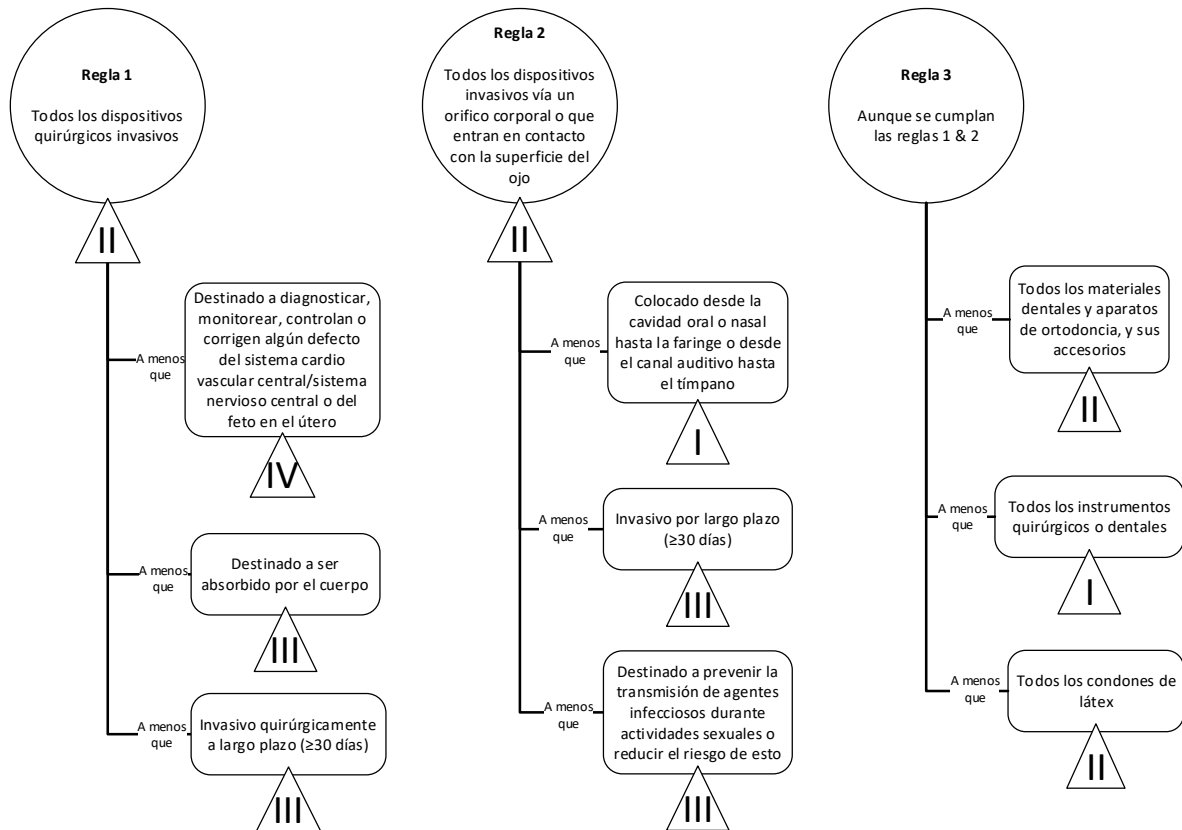 Regla 1
Todos los dispositivos
quirúrgicos invasivos
II
A menos
que
Destinado a diagnosticar,
monitorear, controlan o
corrigen algún defecto
del sistema cardio
vascular central/sistema
nervioso central o del
feto en el útero
IV
A menos
que
Destinado a ser
absorbido por el cuerpo
III
A menos
que
Invasivo quirúrgicamente
a largo plazo (≥30 días)
III
Regla 2
Todos los dispositivos
invasivos vía un
orifico corporal o que
entran en contacto
con la superficie del
ojo
II
A menos
que
Colocado desde la
cavidad oral o nasal
hasta la faringe o desde
el canal auditivo hasta
el tímpano
I
A menos
que
Invasivo por largo plazo
(≥30 días)
III
A menos
que
Destinado a prevenir la
transmisión de agentes
infecciosos durante
actividades sexuales o
reducir el riesgo de esto
III
Regla 3
Aunque se cumplan
las reglas 1 & 2
A menos
que
Todos los materiales
dentales y aparatos
de ortodoncia, y sus
accesorios
II
A menos
que
Todos los instrumentos
quirúrgicos o dentales
I
A menos
que
Todos los condones de
látex
II